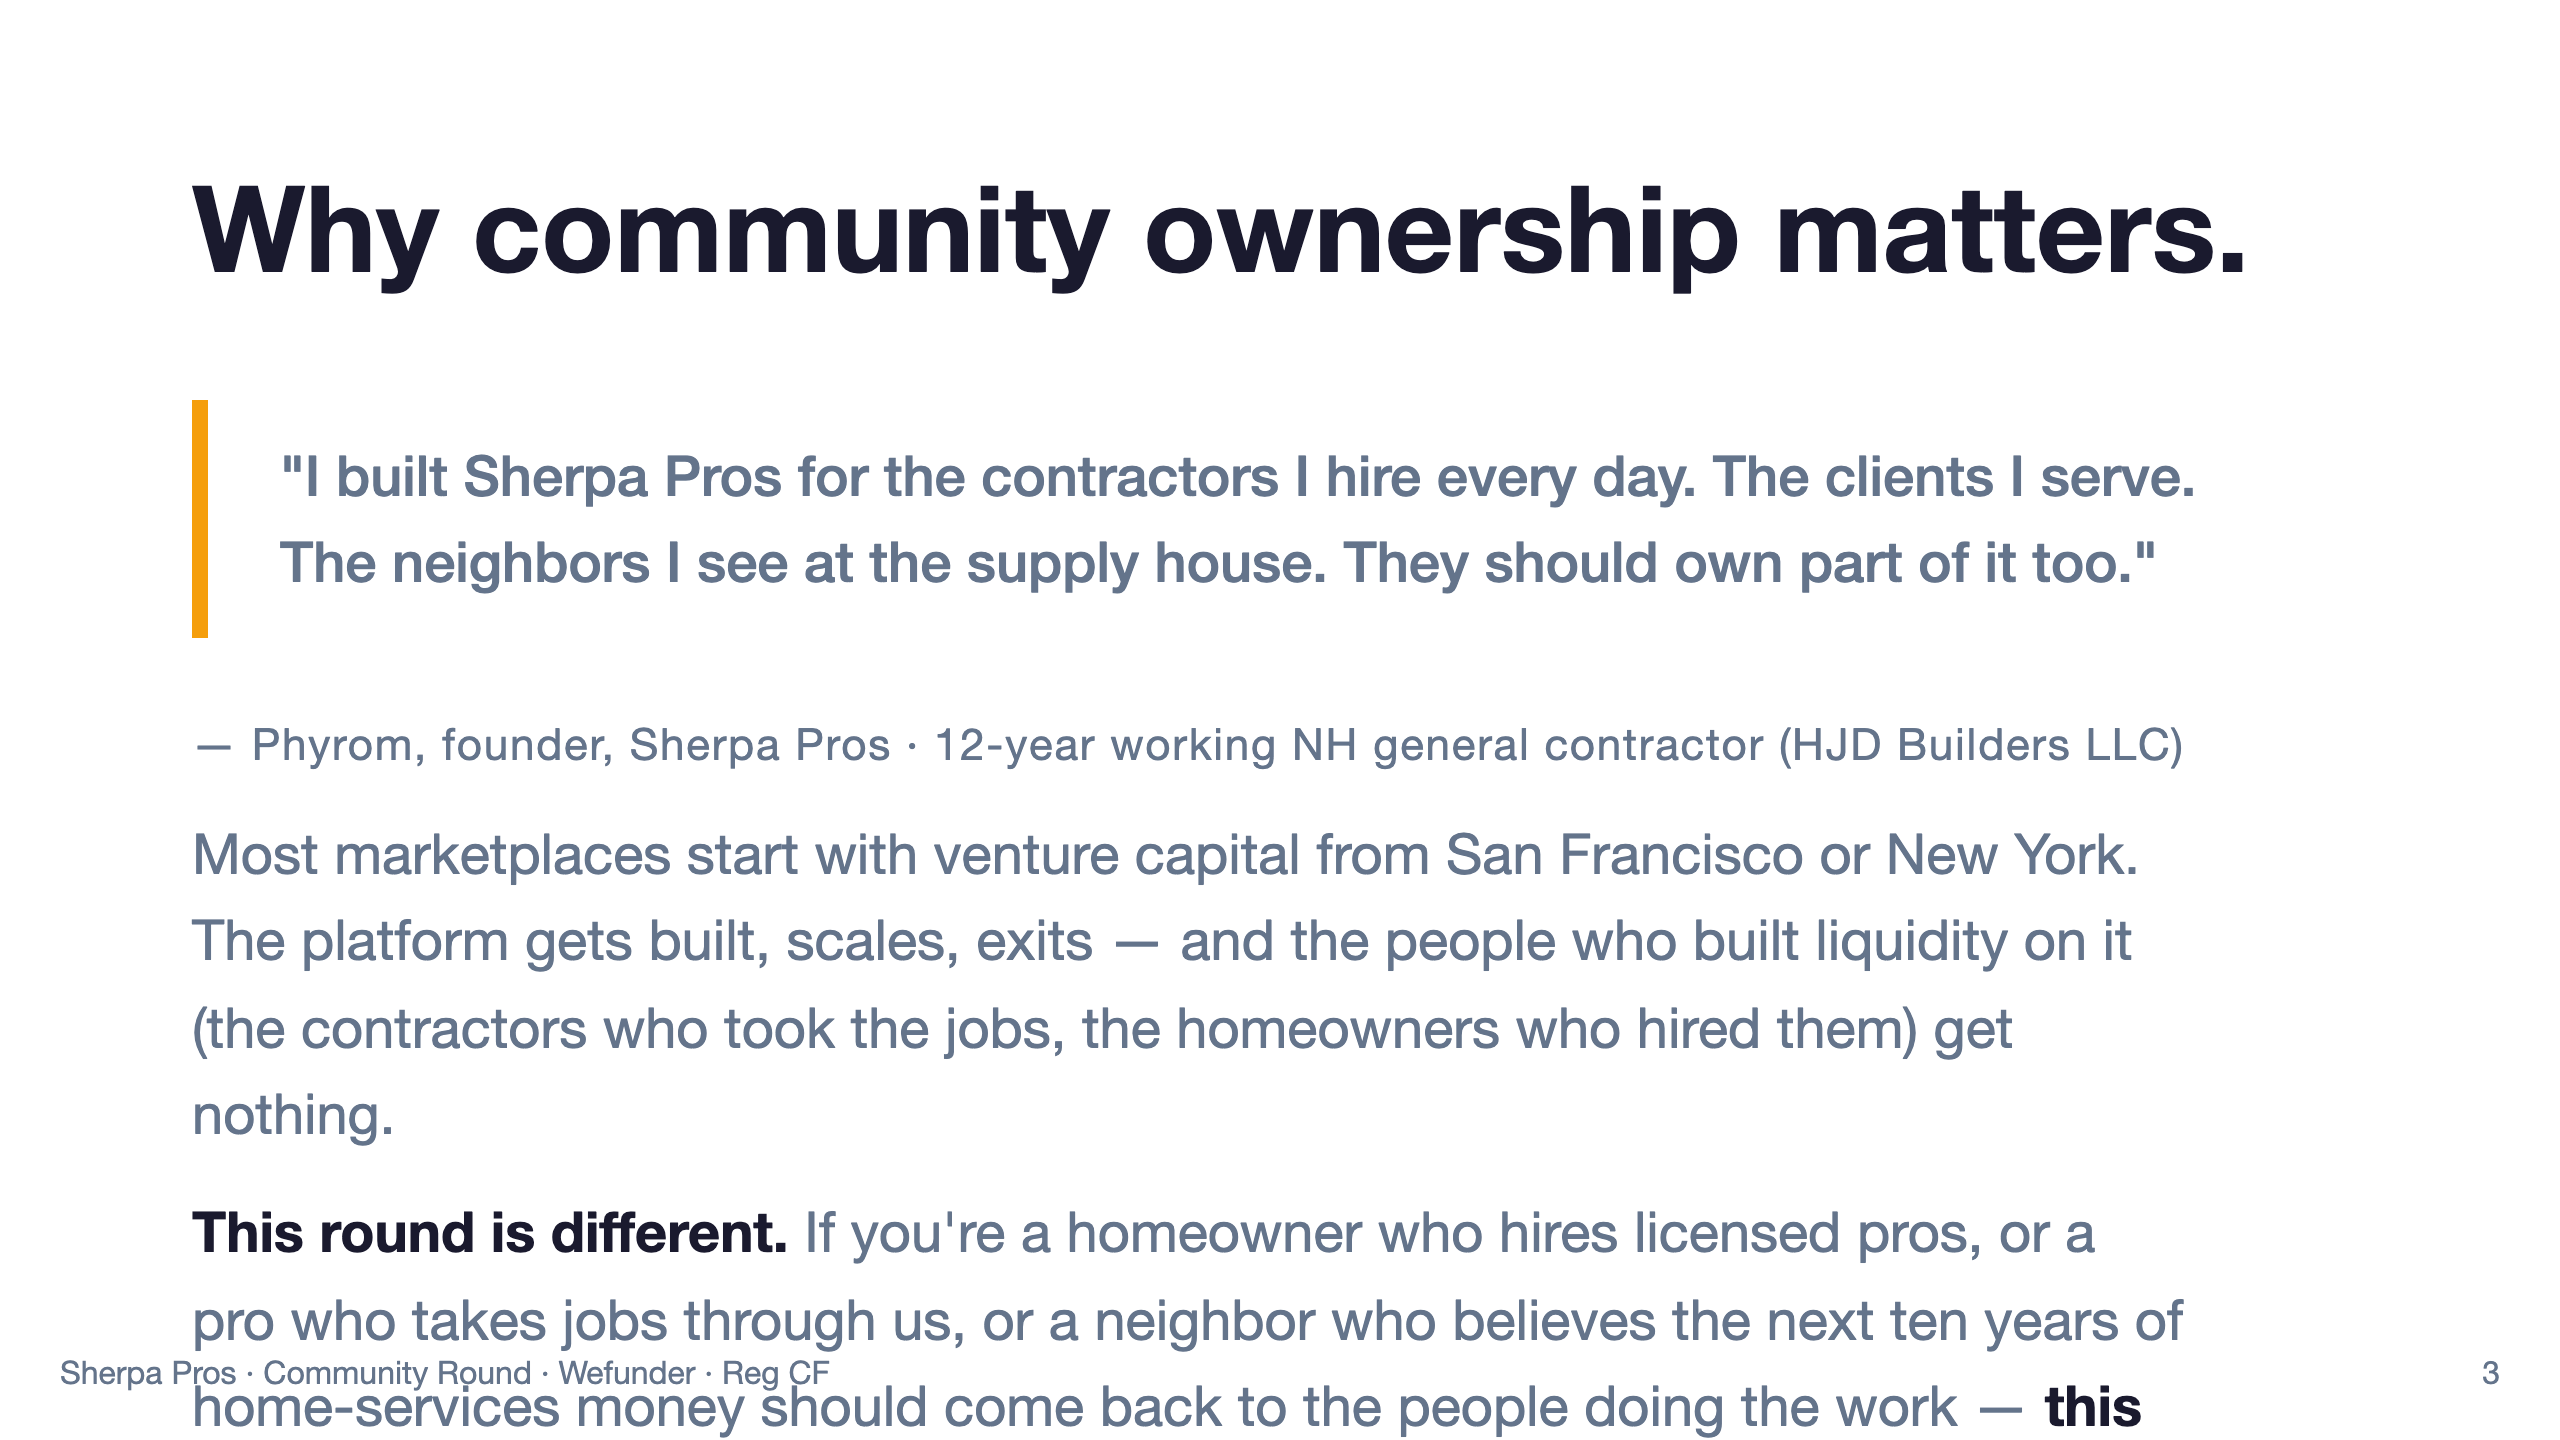 Why community ownership matters.
"I built Sherpa Pros for the contractors I hire every day. The clients I serve.
The neighbors I see at the supply house. They should own part of it too."
— Phyrom, founder, Sherpa Pros · 12-year working NH general contractor (HJD Builders LLC)
Most marketplaces start with venture capital from San Francisco or New York.
The platform gets built, scales, exits — and the people who built liquidity on it
(the contractors who took the jobs, the homeowners who hired them) get
nothing.
This round is different. If you're a homeowner who hires licensed pros, or a
pro who takes jobs through us, or a neighbor who believes the next ten years of
home-services money should come back to the people doing the work — this
Sherpa Pros · Community Round · Wefunder · Reg CF
3